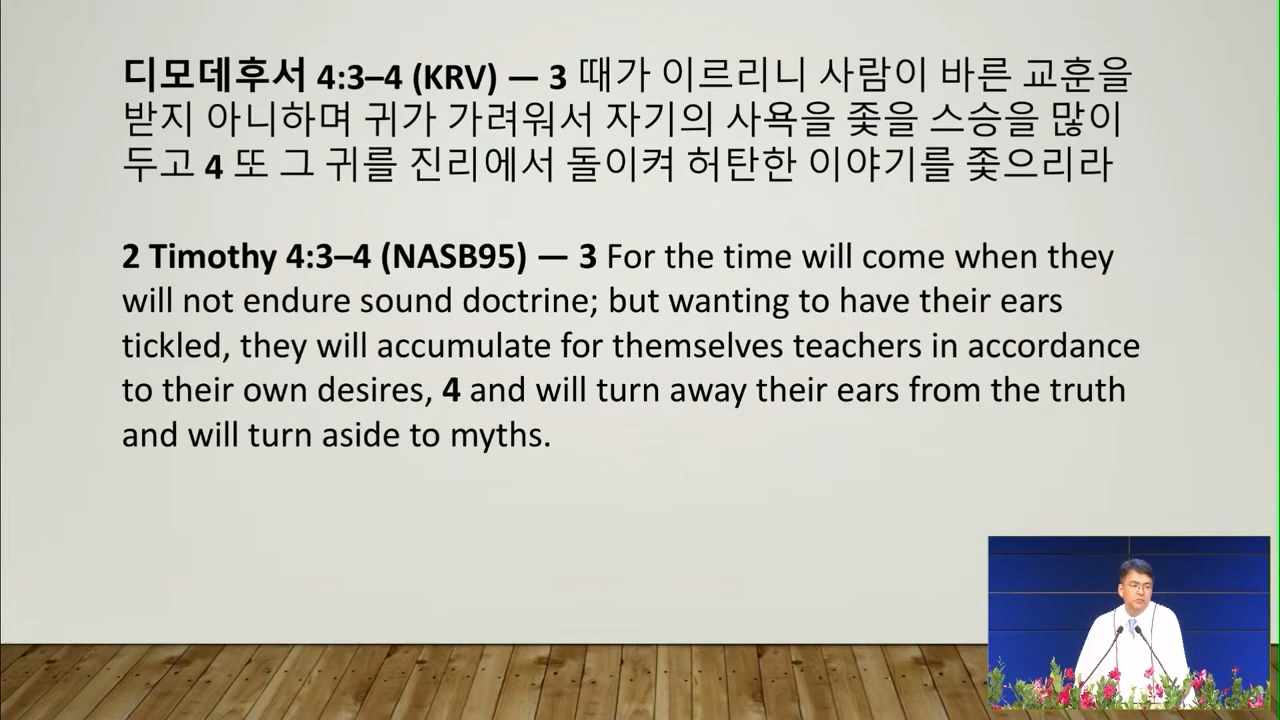 디모데후서 4:3–4 (KRV) — 3 때가 이르리니 사람이 바른 교훈을
받지 아니하며 귀가 가려워서 자기의 사욕을 좇을 스승을 많이
두고 4 또 그 귀를 진리에서 돌이켜 허탄한 이야기를 좇으리라
2 Timothy 4:3–4 (NASB95) — 3 For the time will come when they
will not endure sound doctrine; but wanting to have their ears
tickled, they will accumulate for themselves teachers in accordance
to their own desires, 4 and will turn away their ears from the truth
and will turn aside to myths.